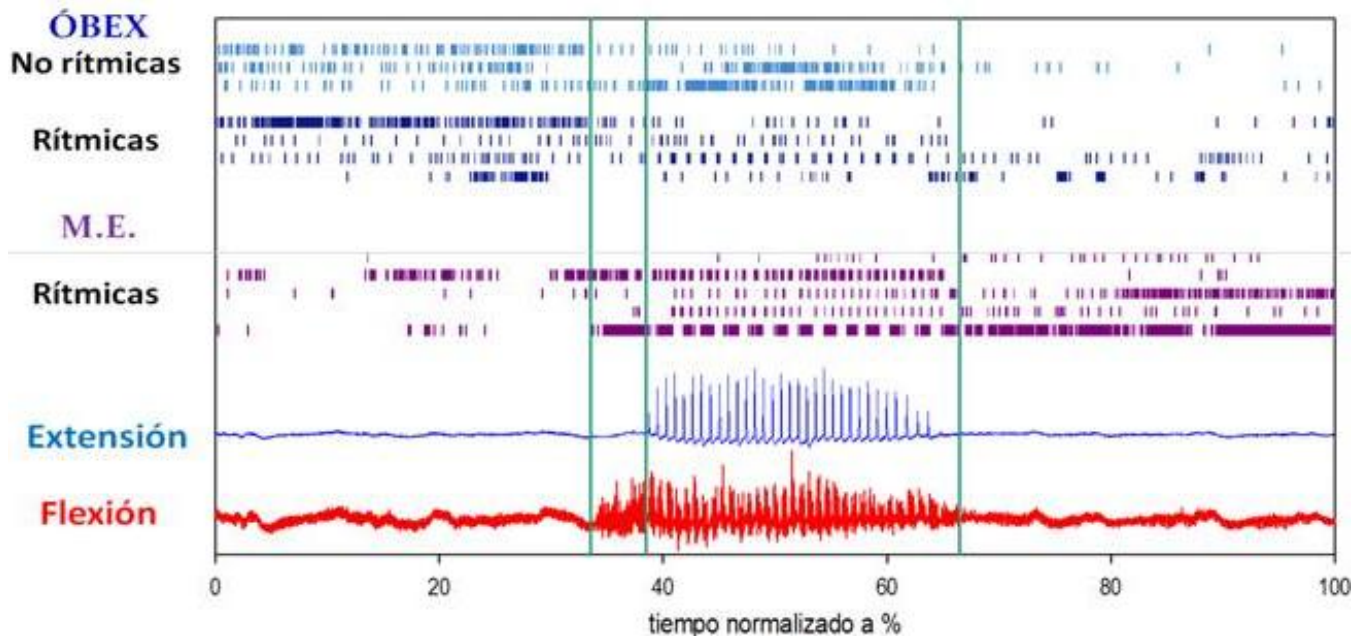 ÓBEX
No rítmicas
Rítmicas
M.E.
Rítmicas
Extensión
Flexión
0 20 40 60 80 100
tiempo normalizado a %